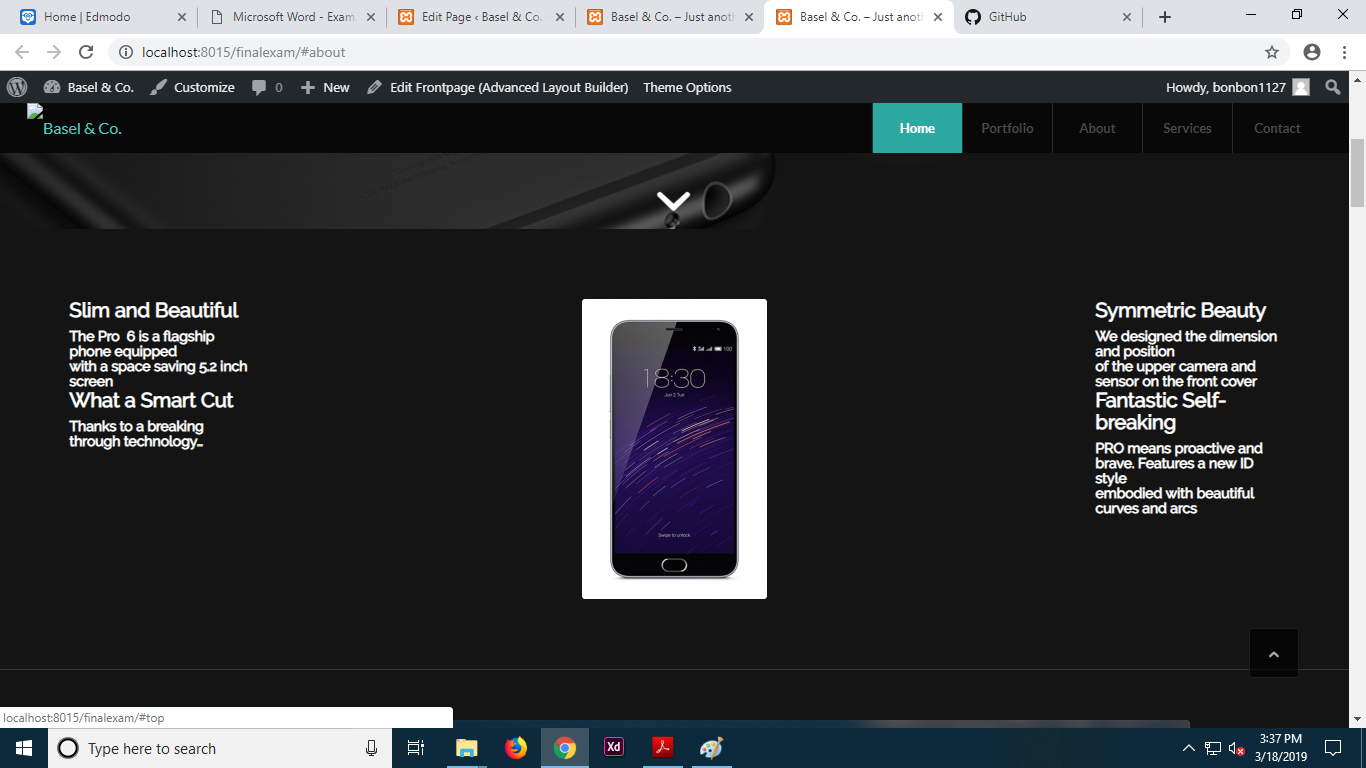 Home | Edmodo
Microsoft Word - Exam
Edit Page ‹ Basel & Co.
Basel & Co. – Just anoth
Basel & Co. – Just anoth
GitHub
localhost:8015/finalexam/#about
Basel & Co.
Customize
0
New
Edit Frontpage (Advanced Layout Builder)
Theme Options
Howdy, bonbon1127
Basel & Co.
Home
Portfolio
About
Services
Contact
Slim and Beautiful
The Pro 6 is a flagship
phone equipped
with a space saving 5.2 inch
screen
What a Smart Cut
Thanks to a breaking
through technology...
100
18:30
Jun 2 Tue
Swipe to unlock
Symmetric Beauty
We designed the dimension
and position
of the upper camera and
sensor on the front cover
Fantastic Self-
breaking
PRO means proactive and
brave. Features a new ID
style
embodied with beautiful
curves and arcs
localhost:8015/finalexam/#top
Type here to search
Xd
3:37 PM
3/18/2019